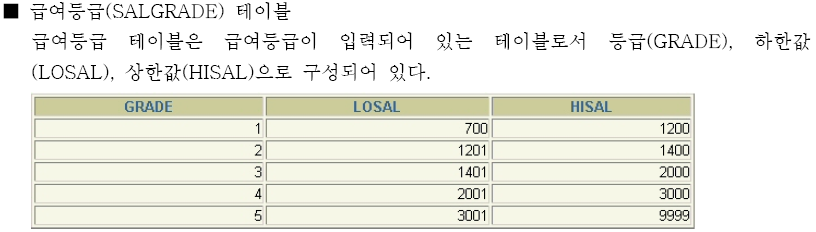 ■ 급여등급(SALGRADE) 테이블
급여등급 테이블은 급여등급이 입력되어 있는 테이블로서 등급(GRADE), 하한값
(LOSAL), 상한값(HISAL)으로 구성되어 있다.
GRADE LOSAL HISAL
1 700 1200
2 1201 1400
3 1401 2000
4 2001 3000
5 3001 9999